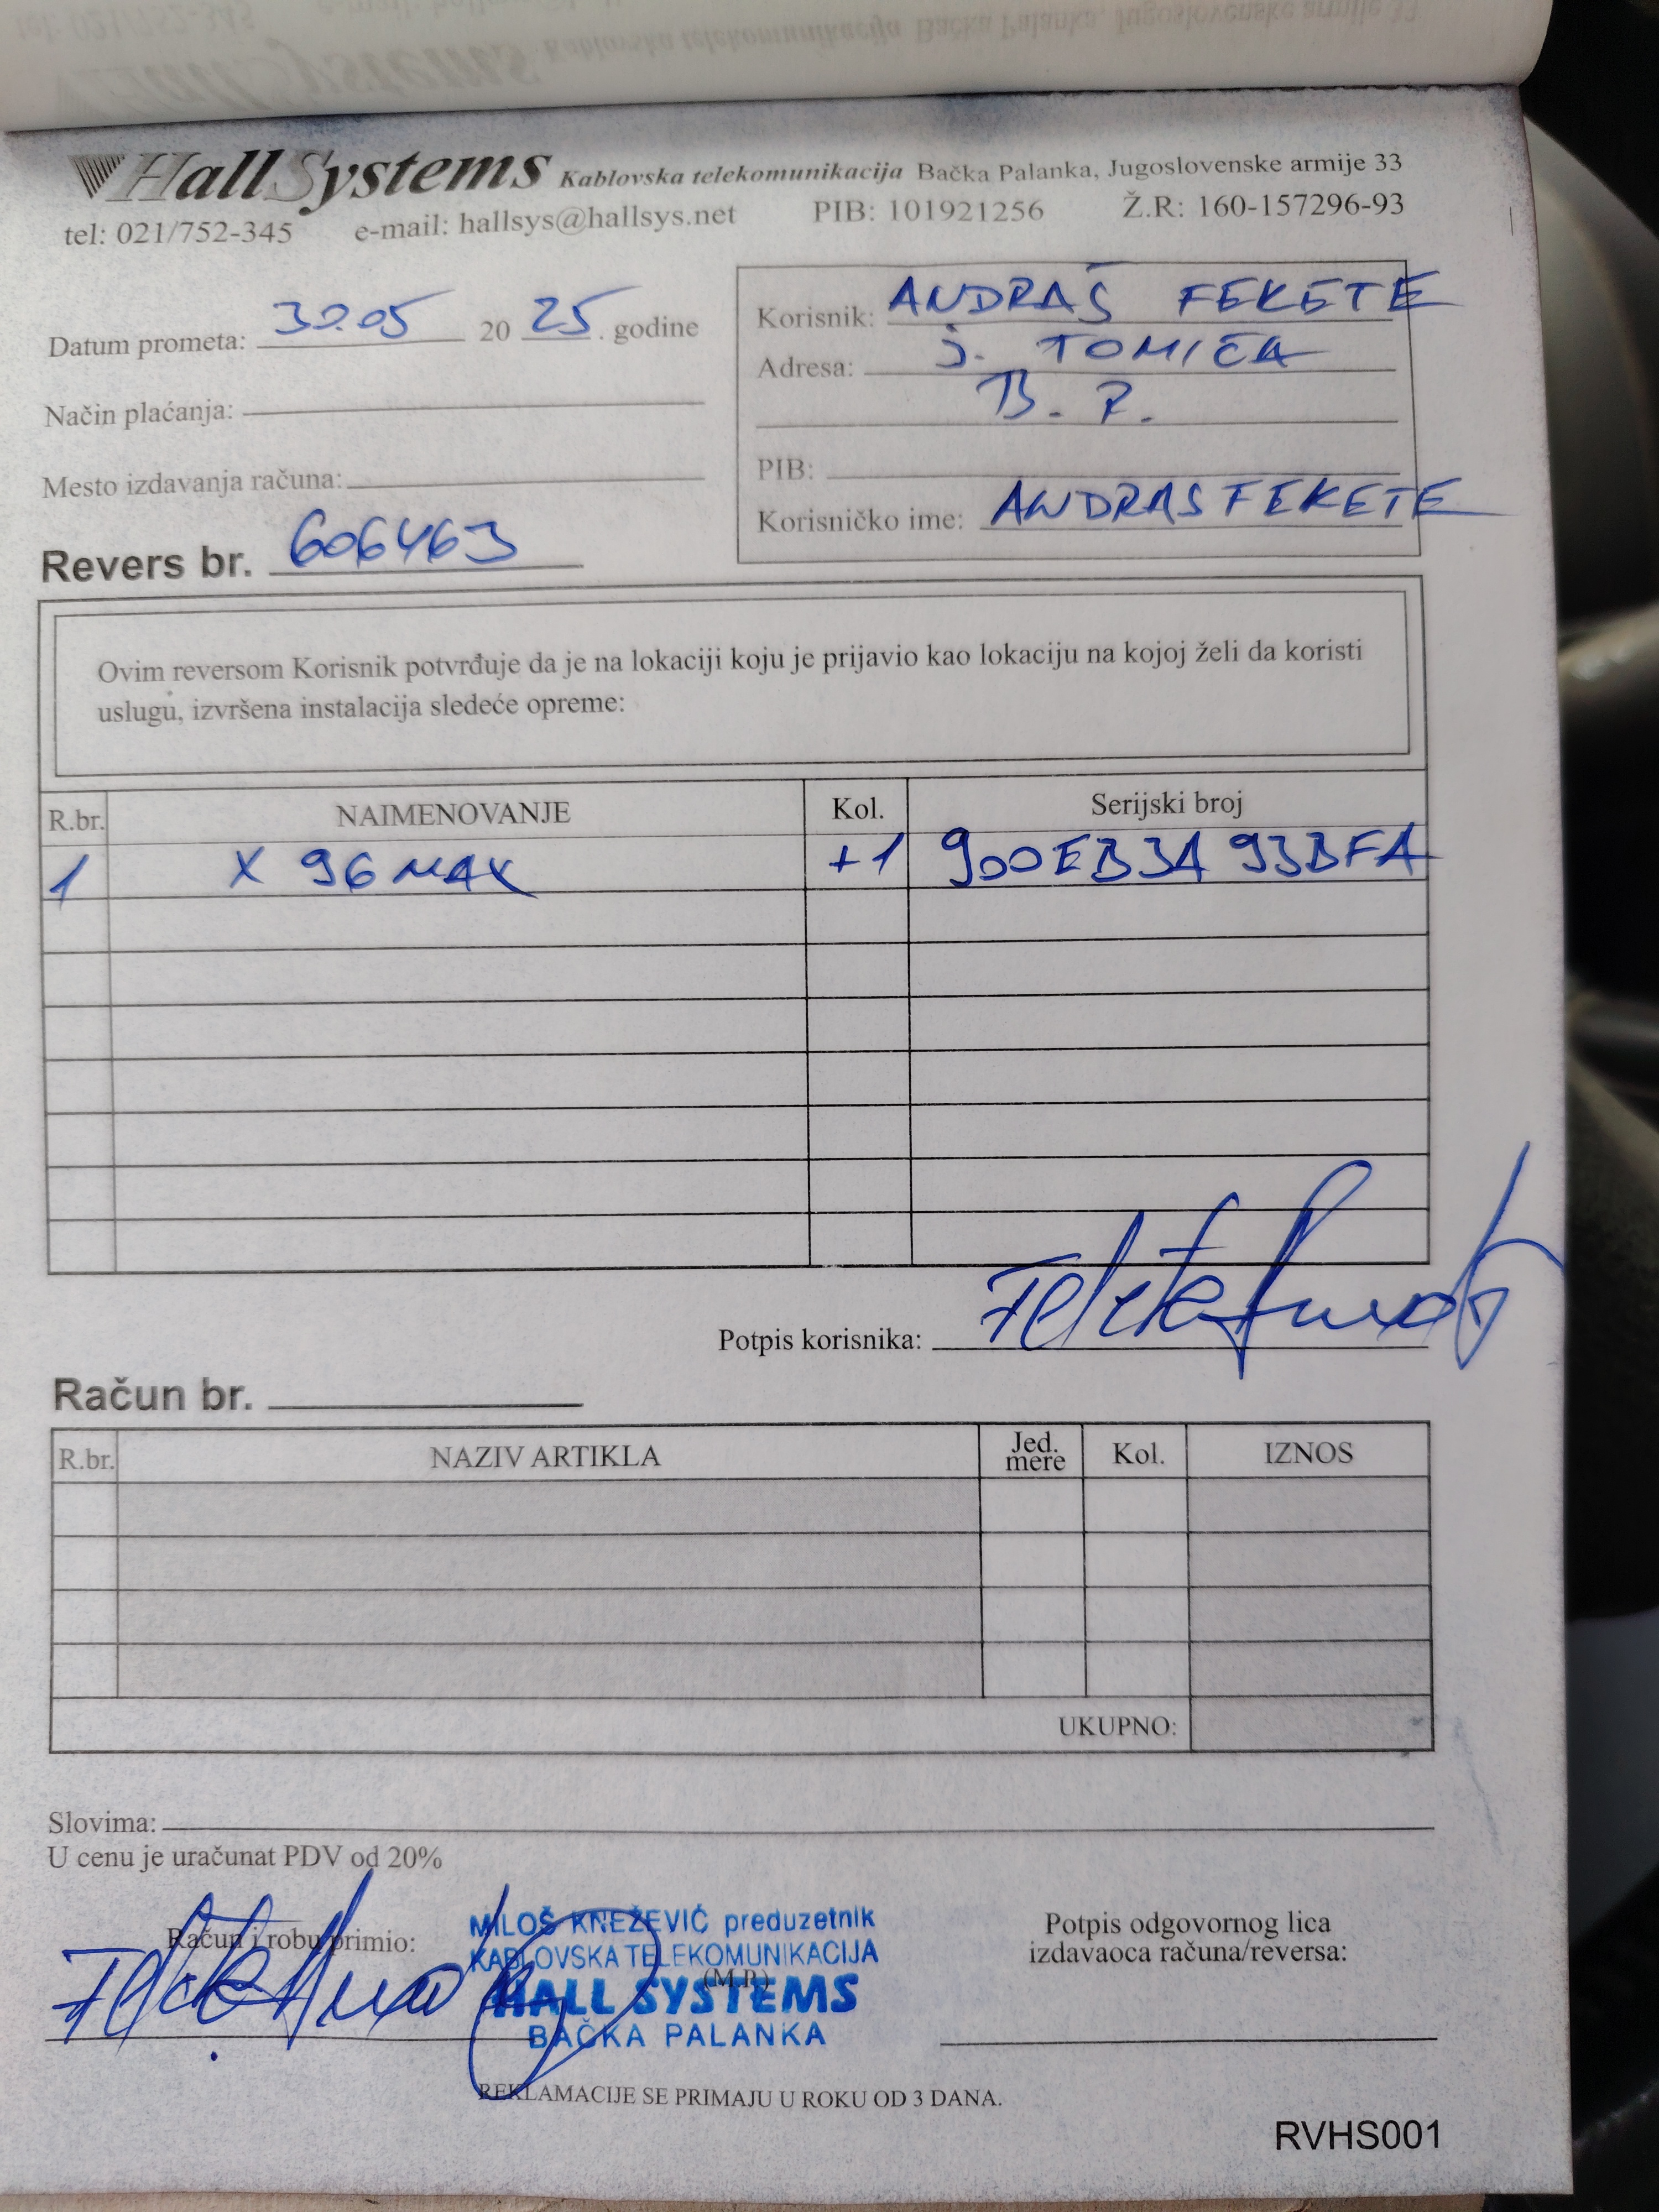 HallSystems Kablovska telekomunikacija Bačka Palanka, Jugoslovenske armije 33
tel: 021/752-345 e-mail: hallsys@hallsys.net PIB: 101921256 Ž.R: 160-157296-93
Datum prometa: 30.05 20 25. godine
Način plaćanja:
Mesto izdavanja računa:
Revers br. 606463
Korisnik: ANDRAŠ FEKETE
Adresa: J. TOMIĆA
B. P.
PIB:
Korisničko ime: ANDRASFEKETE
Ovim reversom Korisnik potvrđuje da je na lokaciji koju je prijavio kao lokaciju na kojoj želi da koristi
uslugu, izvršena instalacija sledeće opreme:
R.br. NAIMENOVANJE Kol. Serijski broj
1 X 96 MAX +1 900EB3A93BFA
Potpis korisnika:
Račun br.
R.br. NAZIV ARTIKLA Jed. mere Kol. IZNOS
UKUPNO:
Slovima:
U cenu je uračunat PDV od 20%
Račun i robu primio:
MILOŠ KNEŽEVIĆ preduzetnik
KABLOVSKA TELEKOMUNIKACIJA
(M.P.)
HALL SYSTEMS
BAČKA PALANKA
Potpis odgovornog lica
izdavaoca računa/reversa:
REKLAMACIJE SE PRIMAJU U ROKU OD 3 DANA.
RVHS001